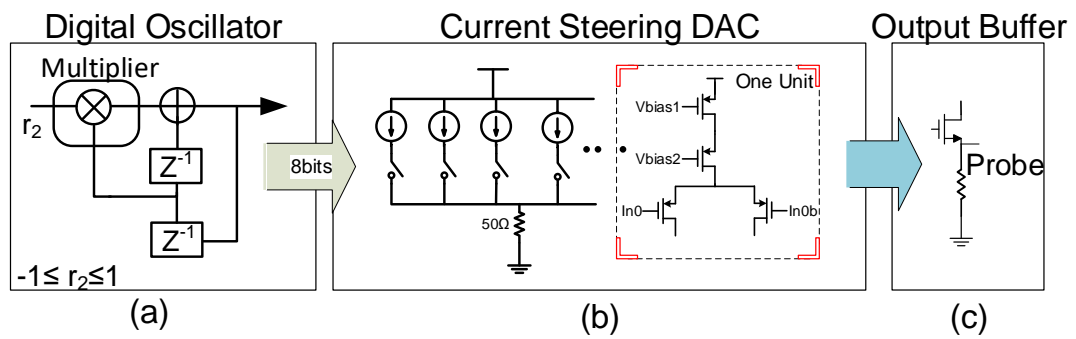 Digital Oscillator
Current Steering DAC
Output Buffer
Multiplier
r₂
Z⁻¹
Z⁻¹
-1≤ r₂≤1
8bits
50Ω
One Unit
Vbias1
Vbias2
In0
In0b
Probe
(a)
(b)
(c)